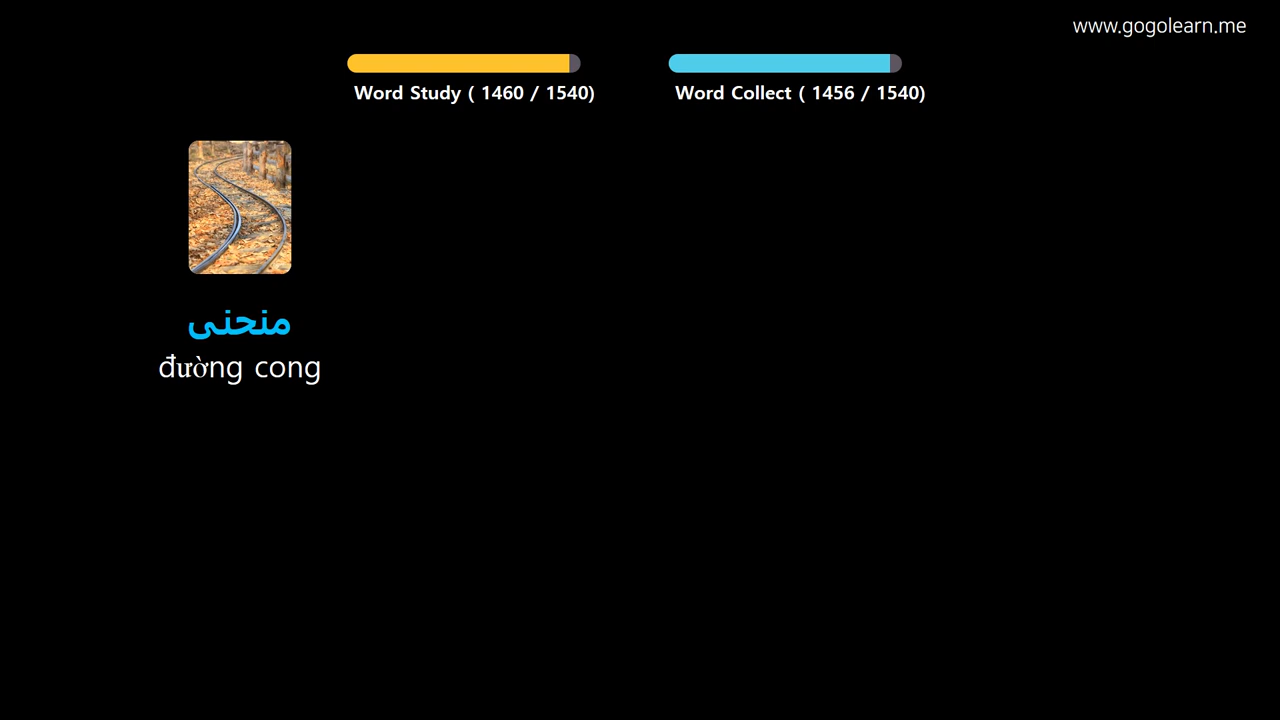 www.gogolearn.me
Word Study ( 1460 / 1540)
Word Collect ( 1456 / 1540)
منحنی
đường cong